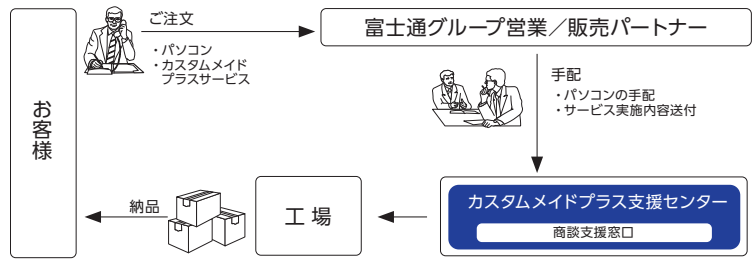 ご注文
・パソコン
・カスタムメイド
プラスサービス
富士通グループ営業／販売パートナー
お客様
手配
・パソコンの手配
・サービス実施内容送付
カスタムメイドプラス支援センター
商談支援窓口
工場
納品